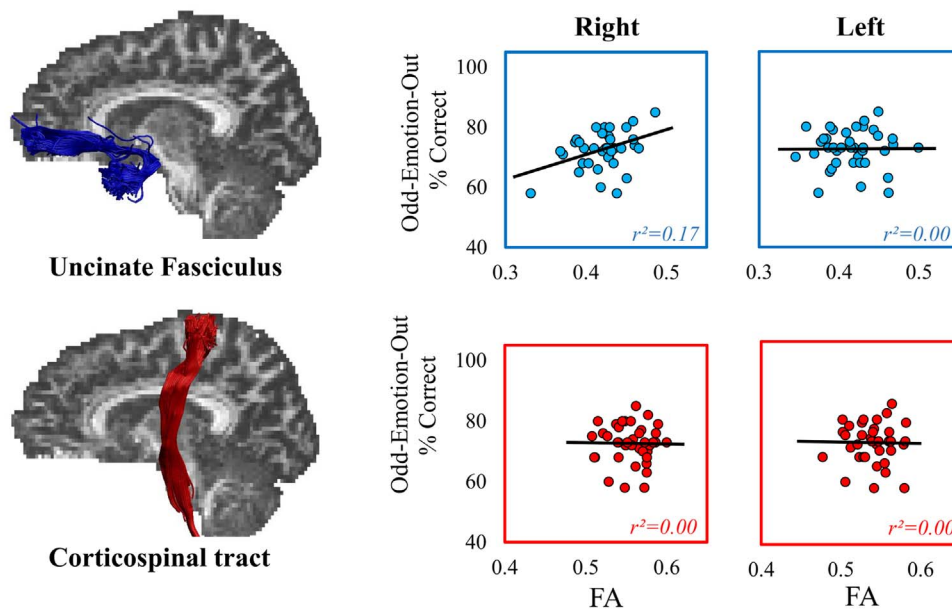 Right
Left
Odd-Emotion-Out
% Correct
100
80
60
40
r²=0.17
r²=0.00
0.3
0.4
0.5
0.3
0.4
0.5
Uncinate Fasciculus
Odd-Emotion-Out
% Correct
100
80
60
40
r²=0.00
r²=0.00
0.4
0.5
0.6
0.4
0.5
0.6
FA
FA
Corticospinal tract